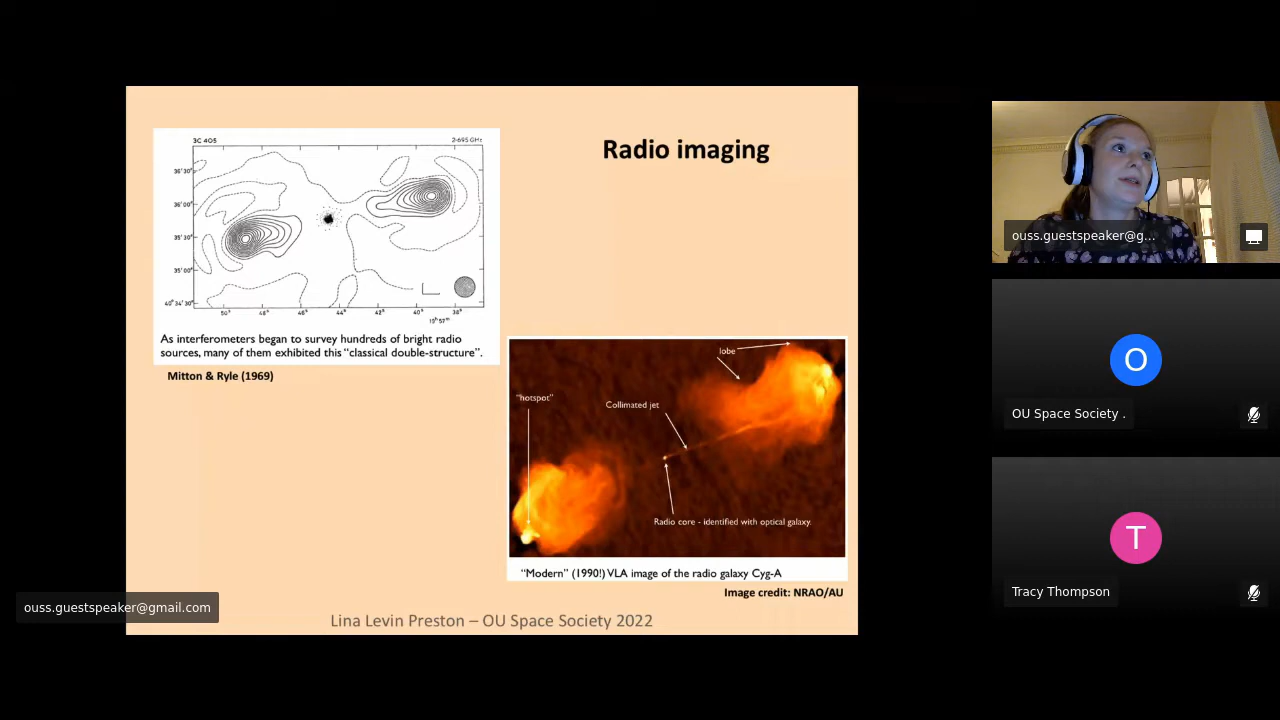 Radio imaging
3C 405
2·695 GHz
36' 30"
36' 00"
35' 30"
35' 00"
40° 34' 30"
50ˢ
48ˢ
46ˢ
44ˢ
42ˢ
40ˢ
38ˢ
19ʰ 57ᵐ
As interferometers began to survey hundreds of bright radio
sources, many of them exhibited this “classical double-structure”.
Mitton & Ryle (1969)
lobe
“hotspot”
Collimated jet
Radio core - identified with optical galaxy.
“Modern” (1990!) VLA image of the radio galaxy Cyg-A
Image credit: NRAO/AU
Lina Levin Preston – OU Space Society 2022
ouss.guestspeaker@gmail.com
ouss.guestspeaker@g...
O
OU Space Society .
T
Tracy Thompson